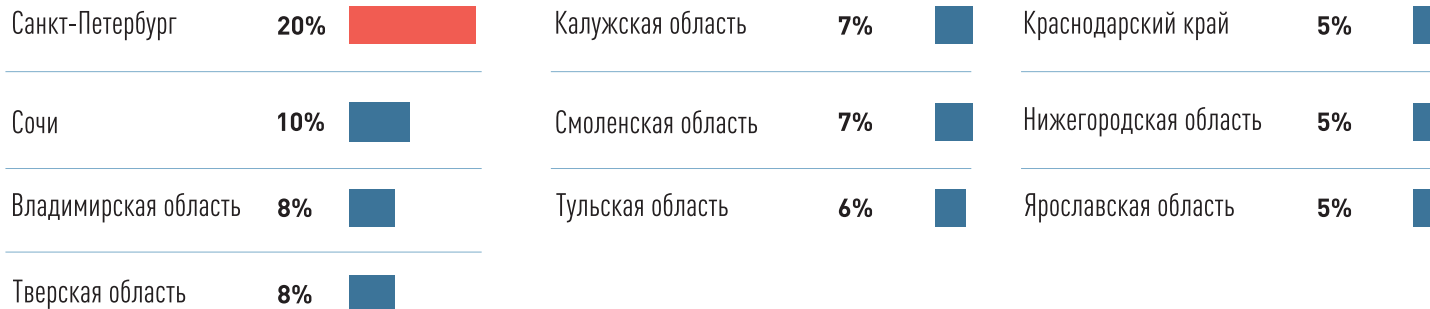 Санкт-Петербург 20%
Сочи 10%
Владимирская область 8%
Тверская область 8%
Калужская область 7%
Смоленская область 7%
Тульская область 6%
Краснодарский край 5%
Нижегородская область 5%
Ярославская область 5%